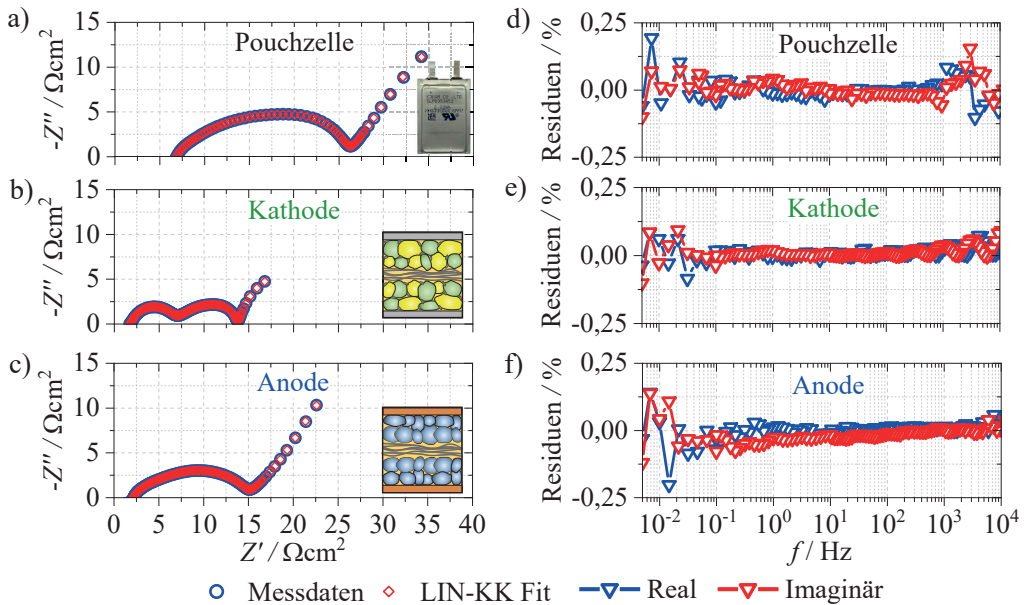 a)
Pouchzelle
-Z'' / Ωcm²
15
10
5
0
b)
Kathode
-Z'' / Ωcm²
15
10
5
0
c)
Anode
-Z'' / Ωcm²
15
10
5
0
0 5 10 15 20 25 30 35 40
Z' / Ωcm²
d)
Pouchzelle
Residuen / %
0,25
0,00
-0,25
e)
Kathode
Residuen / %
0,25
0,00
-0,25
f)
Anode
Residuen / %
0,25
0,00
-0,25
10⁻² 10⁻¹ 10⁰ 10¹ 10² 10³ 10⁴
f / Hz
Messdaten LIN-KK Fit Real Imaginär